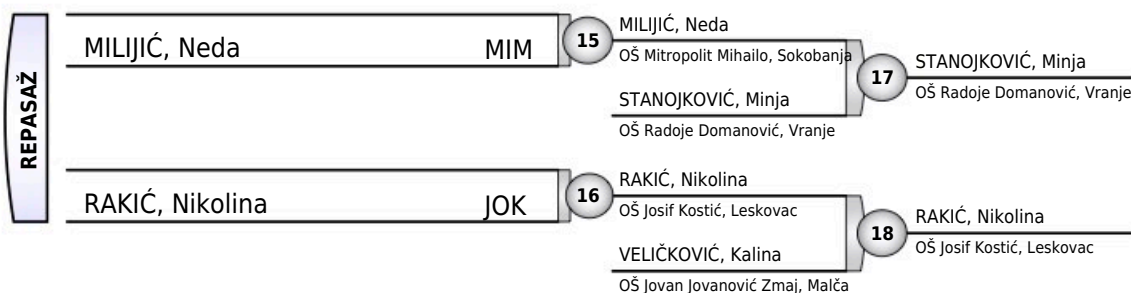 REPASAŽ
MILIJIĆ, Neda MIM
15
MILIJIĆ, Neda
OŠ Mitropolit Mihailo, Sokobanja
STANOJKOVIĆ, Minja
OŠ Radoje Domanović, Vranje
17
STANOJKOVIĆ, Minja
OŠ Radoje Domanović, Vranje
RAKIĆ, Nikolina JOK
16
RAKIĆ, Nikolina
OŠ Josif Kostić, Leskovac
VELIČKOVIĆ, Kalina
OŠ Jovan Jovanović Zmaj, Malča
18
RAKIĆ, Nikolina
OŠ Josif Kostić, Leskovac